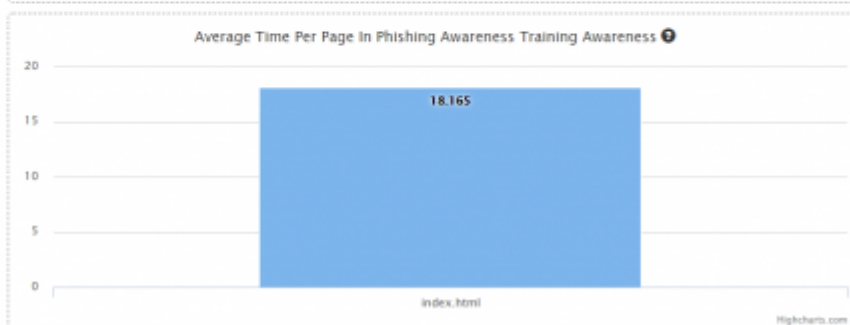 Average Time Per Page In Phishing Awareness Training Awareness ?
20
18.165
15
10
5
0
index.html
Highcharts.com